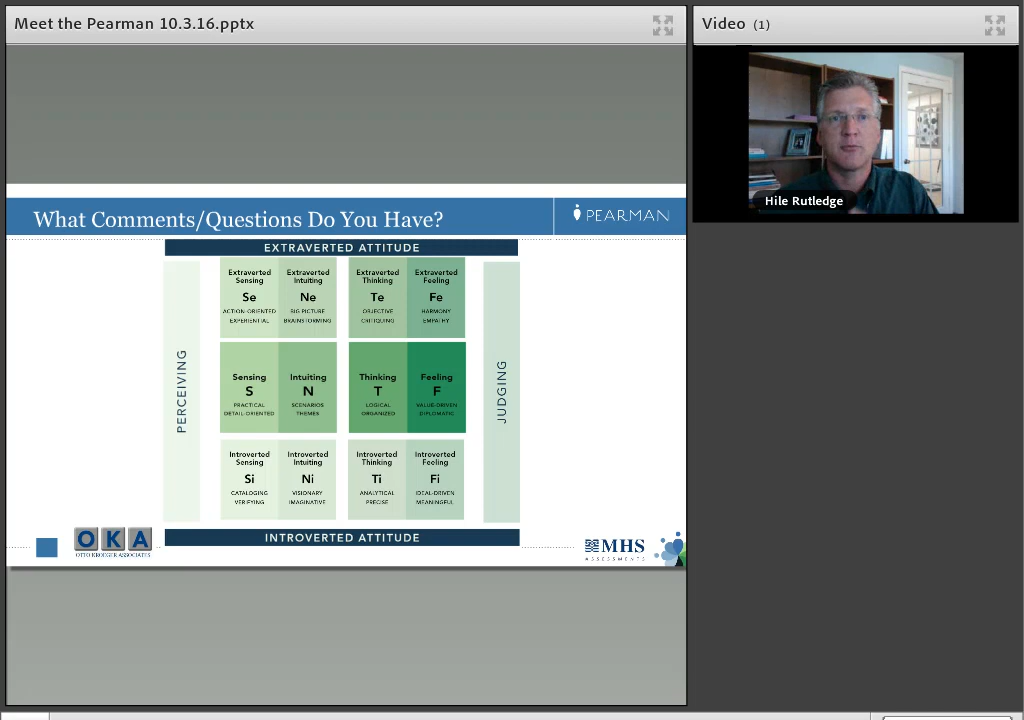 Meet the Pearman 10.3.16.pptx
Video (1)
Hile Rutledge
What Comments/Questions Do You Have?
PEARMAN
EXTRAVERTED ATTITUDE
PERCEIVING
Extraverted
Sensing
Se
ACTION-ORIENTED
EXPERIENTIAL
Extraverted
Intuiting
Ne
BIG PICTURE
BRAINSTORMING
Extraverted
Thinking
Te
OBJECTIVE
CRITIQUING
Extraverted
Feeling
Fe
HARMONY
EMPATHY
JUDGING
Sensing
S
PRACTICAL
DETAIL-ORIENTED
Intuiting
N
SCENARIOS
THEMES
Thinking
T
LOGICAL
ORGANIZED
Feeling
F
VALUE-DRIVEN
DIPLOMATIC
Introverted
Sensing
Si
CATALOGING
VERIFYING
Introverted
Intuiting
Ni
VISIONARY
IMAGINATIVE
Introverted
Thinking
Ti
ANALYTICAL
PRECISE
Introverted
Feeling
Fi
IDEAL-DRIVEN
MEANINGFUL
INTROVERTED ATTITUDE
OKA
OTTO KROEGER ASSOCIATES
MHS
ASSESSMENTS